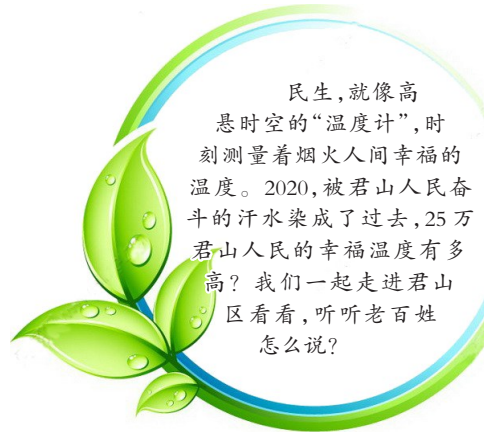 民生,就像高
悬时空的“温度计”,时
刻测量着烟火人间幸福的
温度。2020,被君山人民奋
斗的汗水染成了过去,25万
君山人民的幸福温度有多
高?我们一起走进君山
区看看,听听老百姓
怎么说?